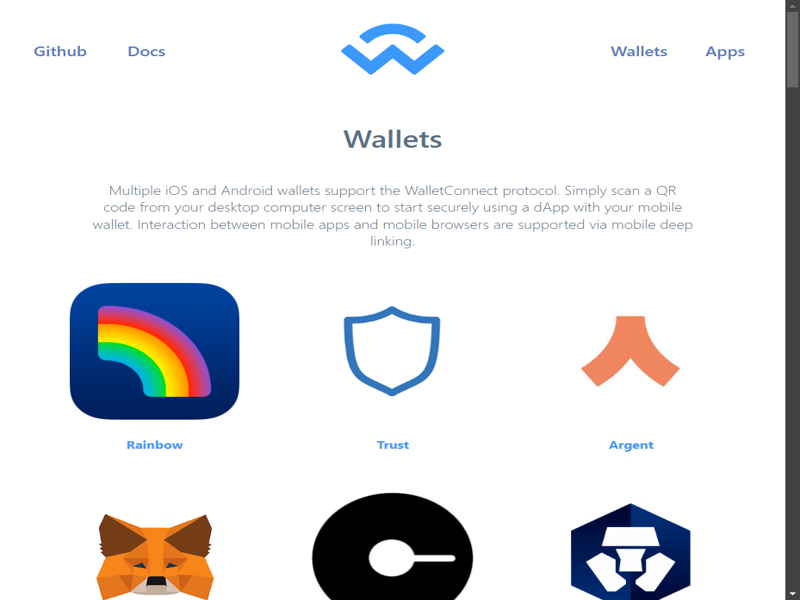 Github
Docs
Wallets
Apps
Wallets
Multiple iOS and Android wallets support the WalletConnect protocol. Simply scan a QR
code from your desktop computer screen to start securely using a dApp with your mobile
wallet. Interaction between mobile apps and mobile browsers are supported via mobile deep
linking.
Rainbow
Trust
Argent